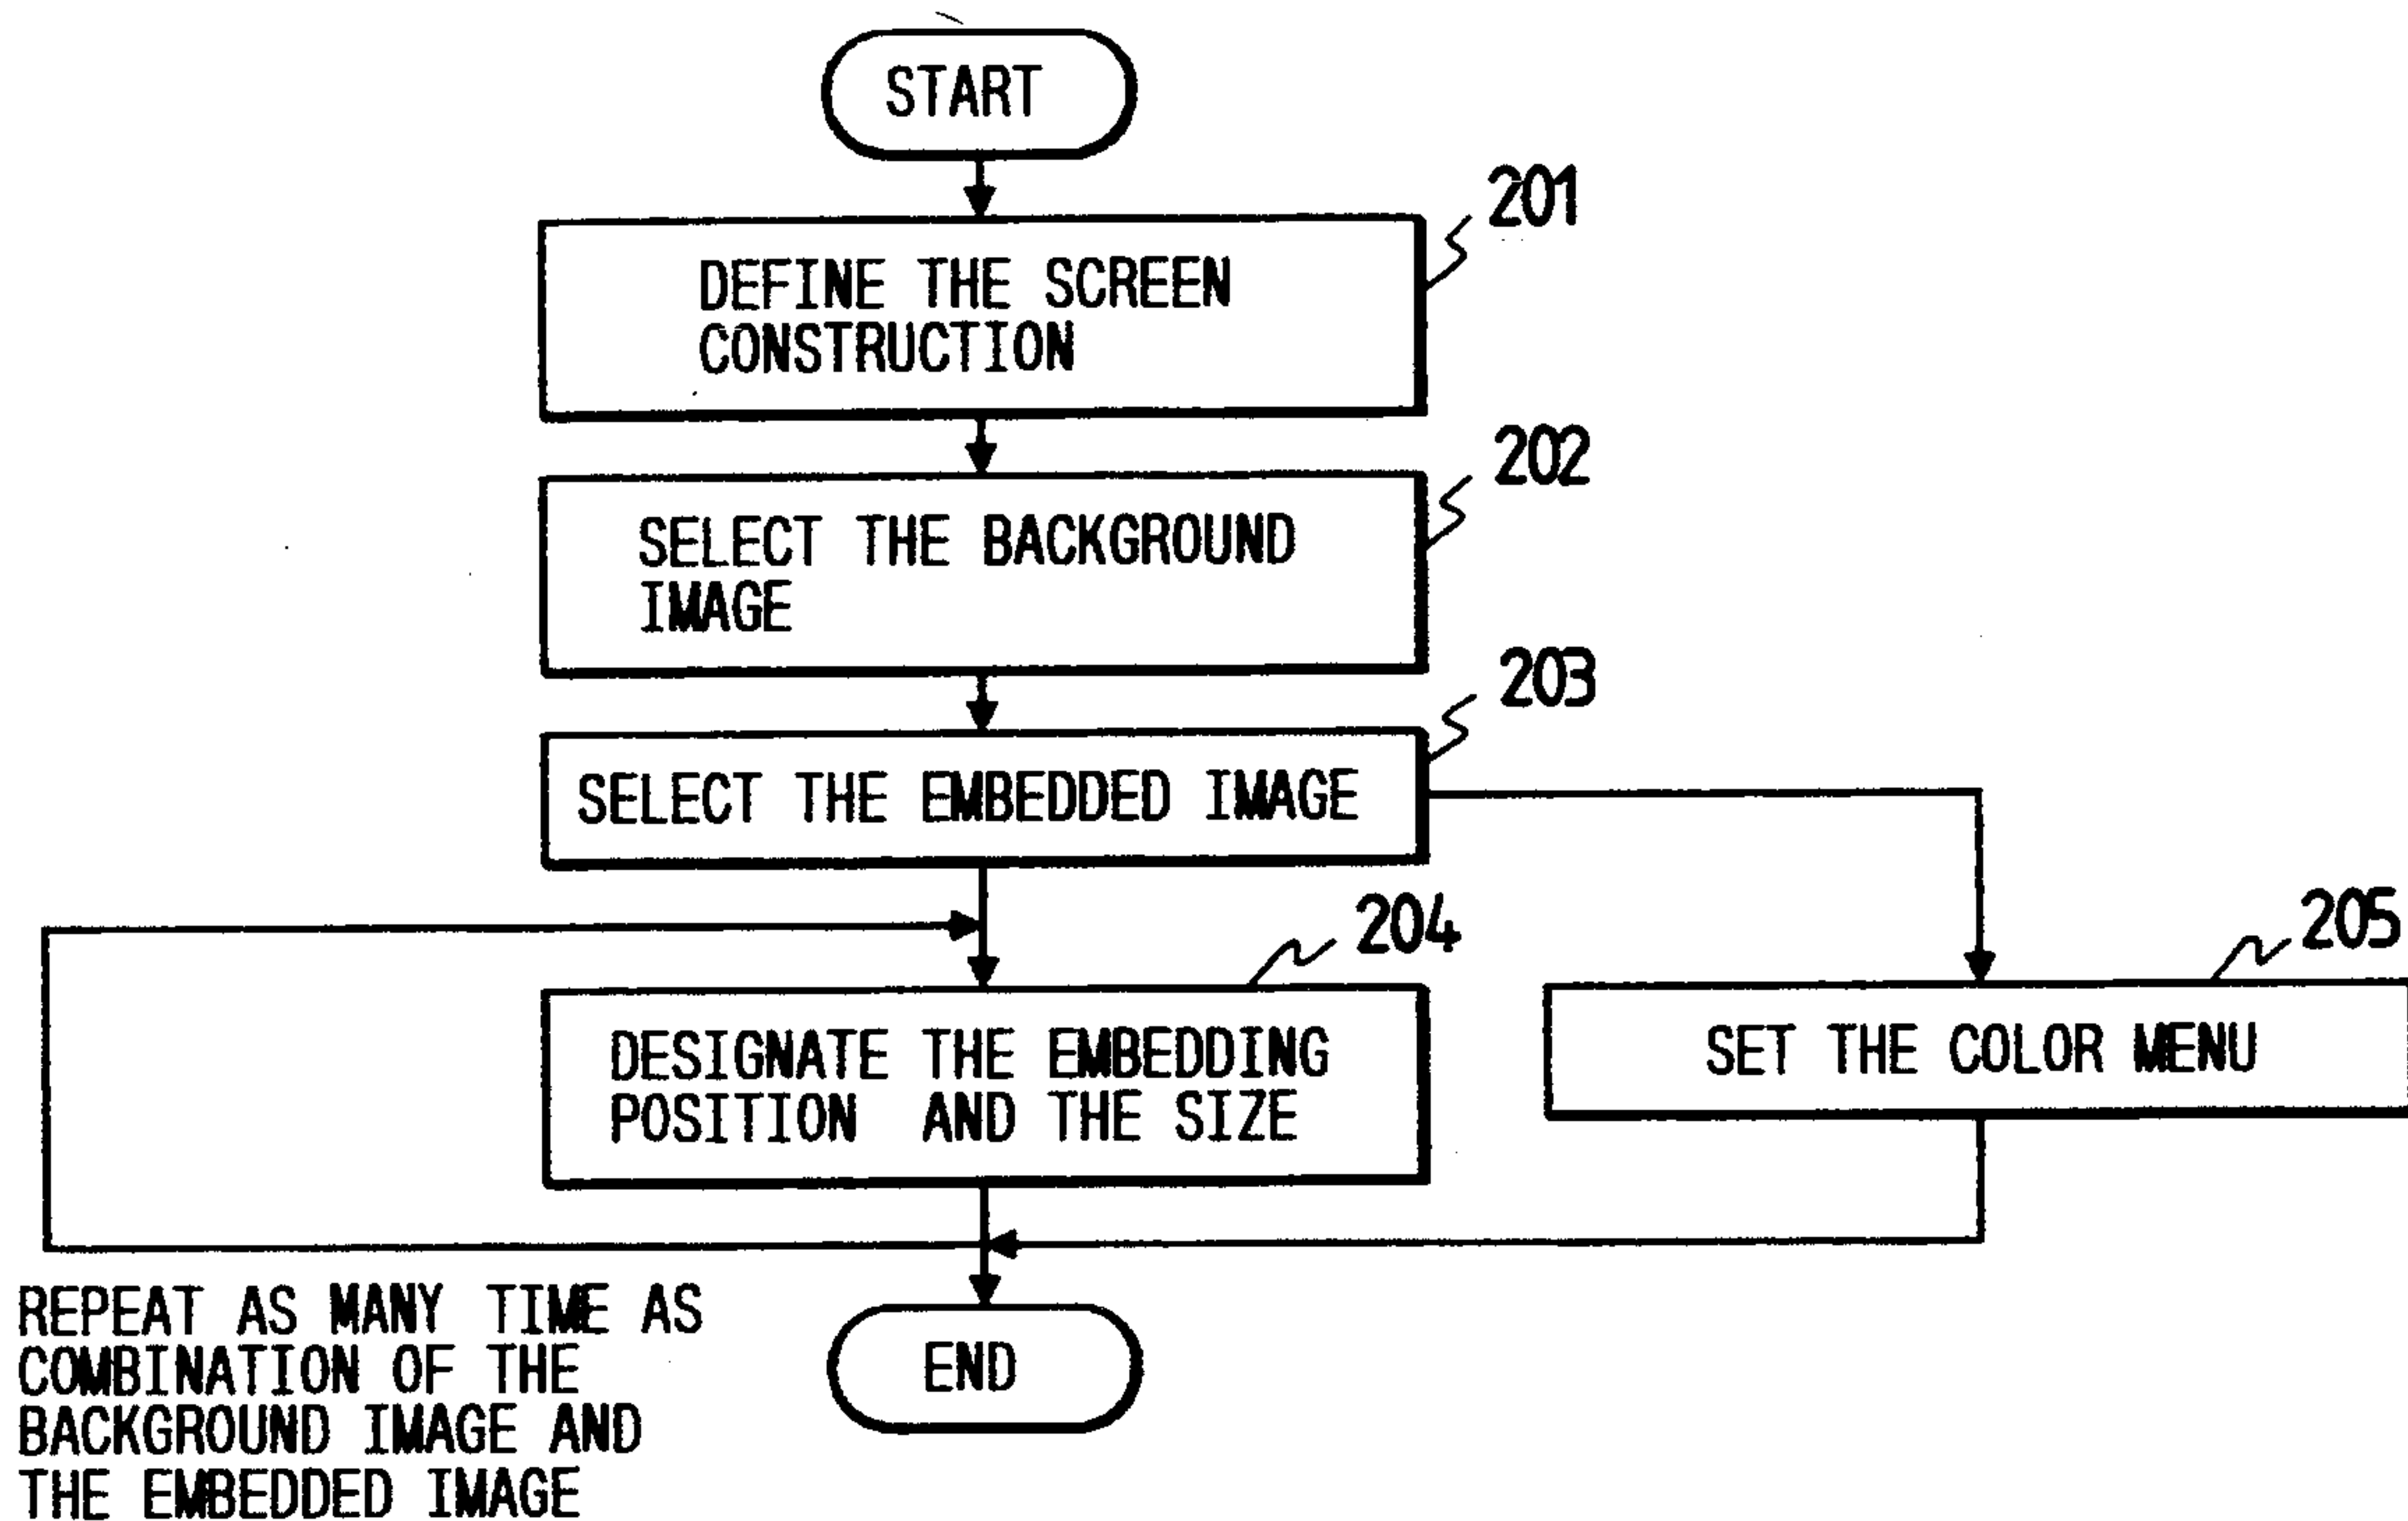 START
201
DEFINE THE SCREEN
CONSTRUCTION
202
SELECT THE BACKGROUND
IMAGE
203
SELECT THE EMBEDDED IMAGE
204
205
DESIGNATE THE EMBEDDING
POSITION AND THE SIZE
SET THE COLOR MENU
REPEAT AS MANY TIME AS
COMBINATION OF THE
BACKGROUND IMAGE AND
THE EMBEDDED IMAGE
END